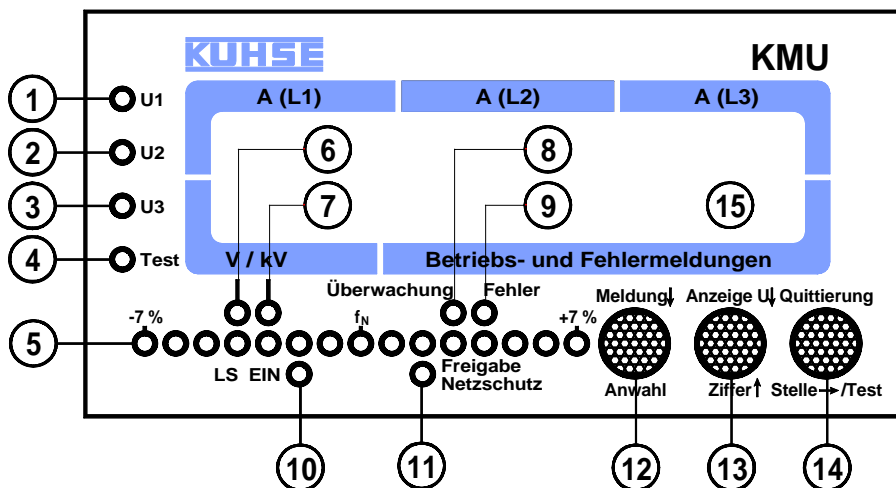 KUHSE KMU
A (L1) A (L2) A (L3)
1 U1
6 8
2 U2
7 9 15
3 U3
4 Test V / kV Betriebs- und Fehlermeldungen
Überwachung Fehler Meldung↓ Anzeige U↓ Quittierung
-7 % fN +7 %
5
LS EIN Freigabe
Netzschutz
Anwahl Ziffer↑ Stelle→/Test
10 11 12 13 14